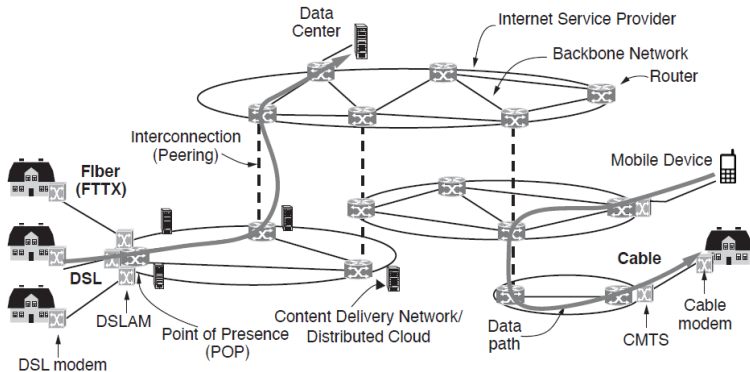 Data
Center
Internet Service Provider
Backbone Network
Router
Interconnection
(Peering)
Mobile Device
Fiber
(FTTX)
DSL
Cable
DSLAM
Point of Presence
(POP)
DSL modem
Content Delivery Network/
Distributed Cloud
Data
path
CMTS
Cable
modem